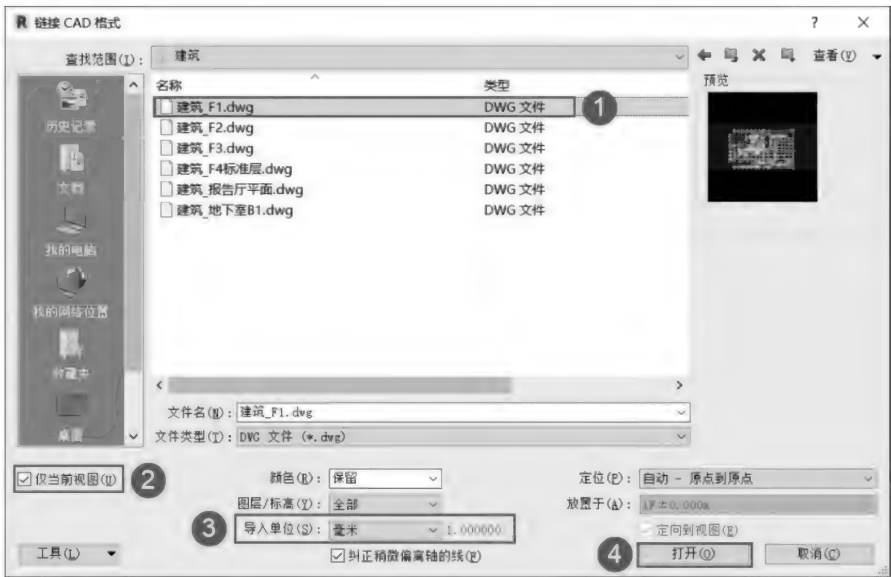 R 链接 CAD 格式
? ×
查找范围(I): 建筑 查看(V)
名称 类型 预览
建筑_F1.dwg DWG 文件 1
建筑_F2.dwg DWG 文件
建筑_F3.dwg DWG 文件
建筑_F4标准层.dwg DWG 文件
建筑_报告厅平面.dwg DWG 文件
建筑_地下室B1.dwg DWG 文件
历史记录
文档
我的电脑
我的网络位置
收藏夹
桌面
文件名(N): 建筑_F1.dwg
文件类型(T): DWG 文件 (*.dwg)
仅当前视图(U) 2
颜色(R): 保留
定位(P): 自动 - 原点到原点
图层/标高(Y): 全部
放置于(A): 1F±0.000m
3 导入单位(S): 毫米 1.000000
定向到视图(E)
工具(L)
纠正稍微偏离轴的线(F)
4 打开(O) 取消(C)